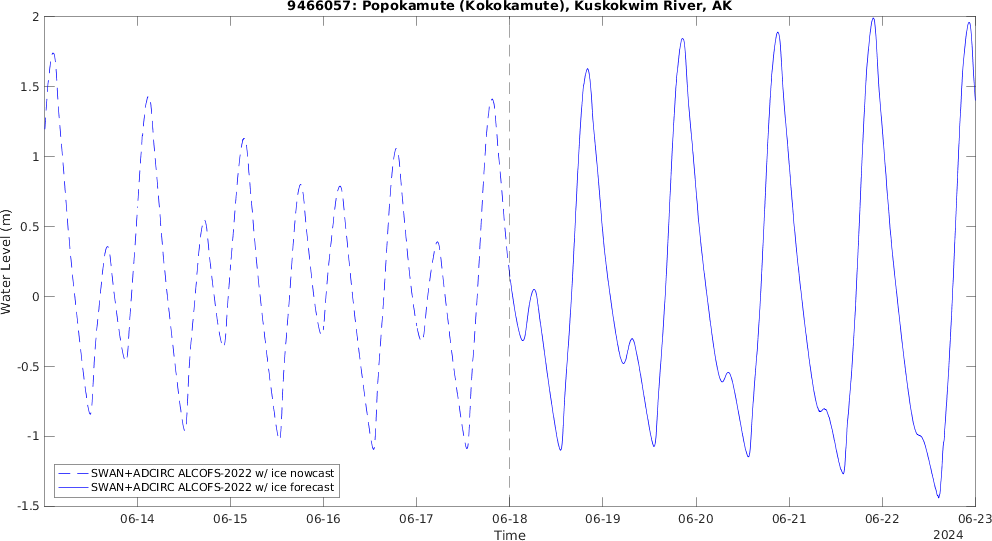 9466057: Popokamute (Kokokamute), Kuskokwim River, AK
2
1.5
1
0.5
0
-0.5
-1
-1.5
Water Level (m)
SWAN+ADCIRC ALCOFS-2022 w/ ice nowcast
SWAN+ADCIRC ALCOFS-2022 w/ ice forecast
06-14 06-15 06-16 06-17 06-18 06-19 06-20 06-21 06-22 06-23
Time
2024